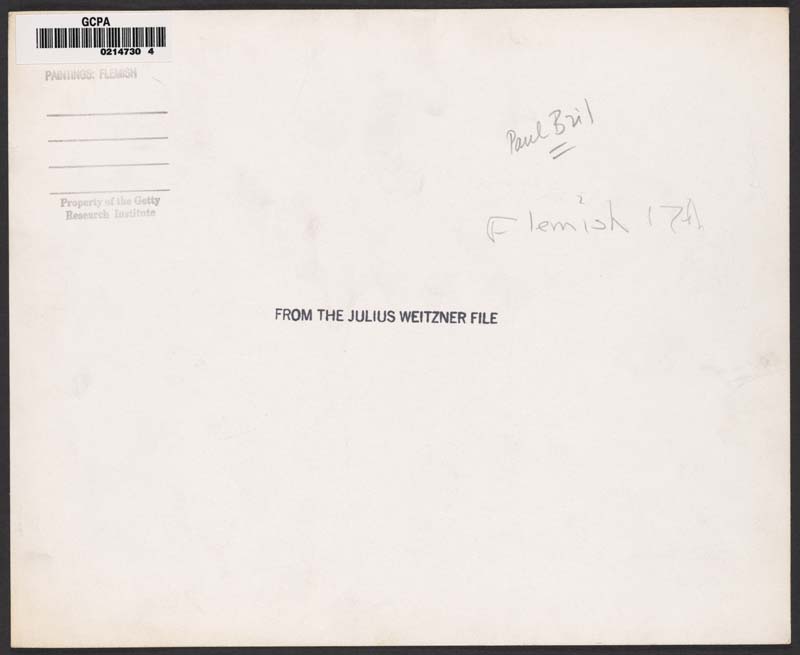 GCPA
0214730 4
PAINTINGS: FLEMISH
Property of the Getty
Research Institute
Paul Bril
Flemish 17
FROM THE JULIUS WEITZNER FILE